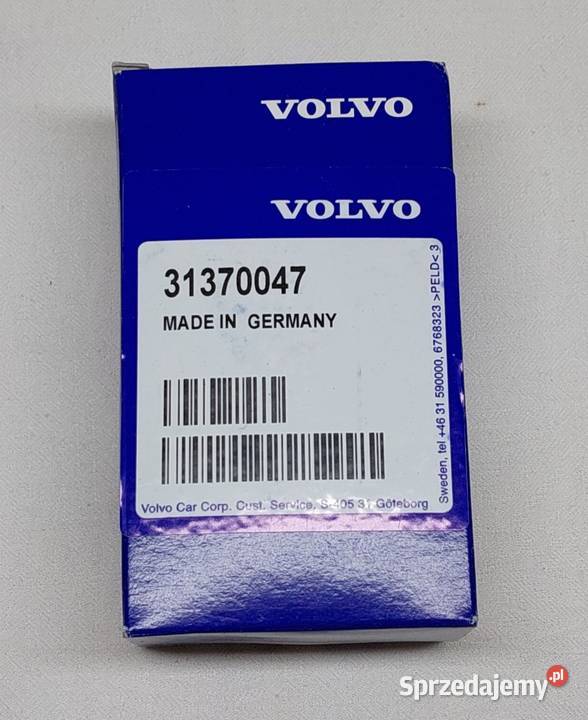 VOLVO
VOLVO
31370047
MADE IN GERMANY
Volvo Car Corp. Cust. Service, S-405 31 Göteborg
Sweden, tel +46 31 590000, 6768323 >PELD< 3
Sprzedajemy.pl